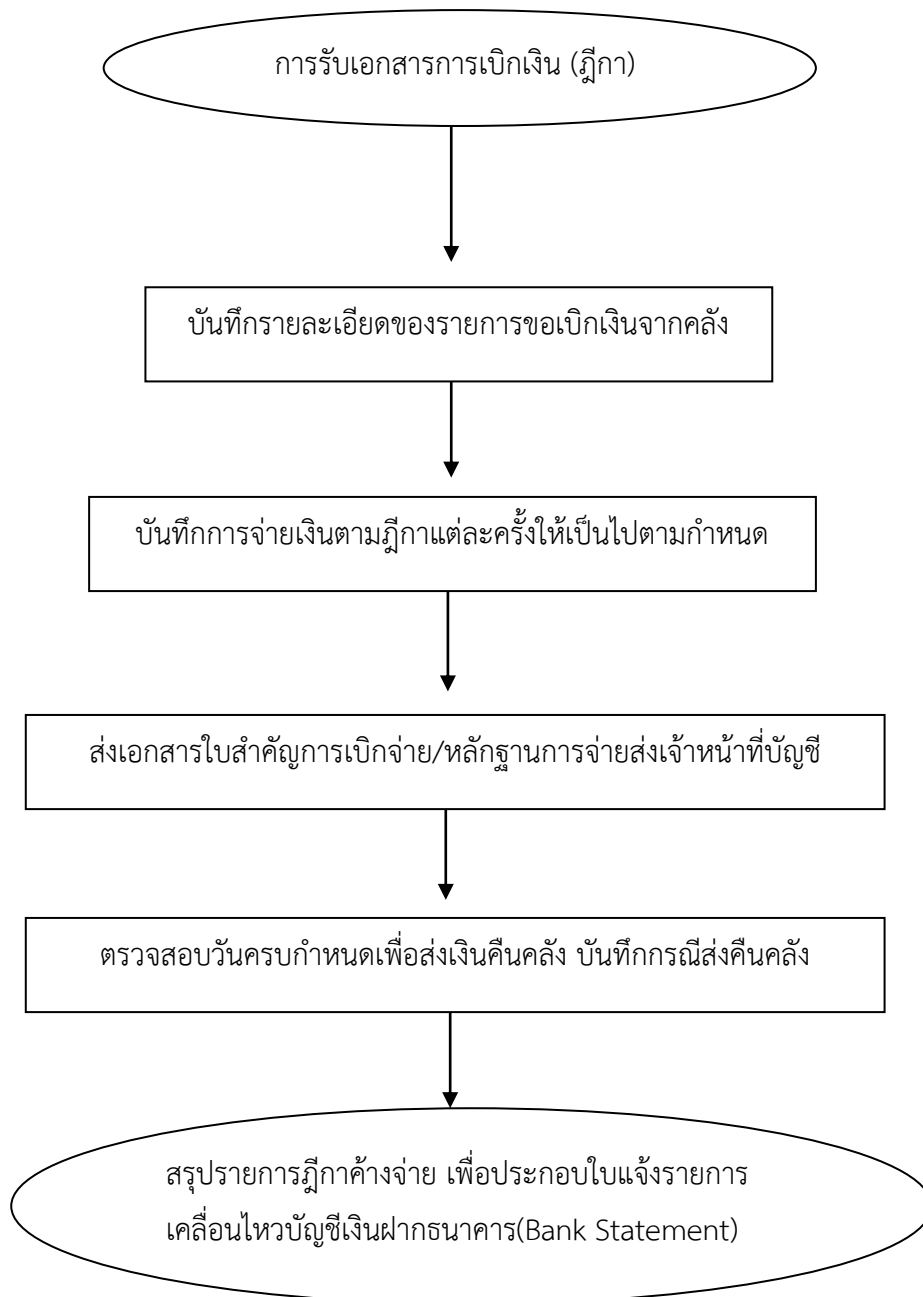 การรับเอกสารการเบิกเงิน (ฎีกา)
บันทึกรายละเอียดของรายการขอเบิกเงินจากคลัง
บันทึกการจ่ายเงินตามฎีกาแต่ละครั้งให้เป็นไปตามกำหนด
ส่งเอกสารใบสำคัญการเบิกจ่าย/หลักฐานการจ่ายส่งเจ้าหน้าที่บัญชี
ตรวจสอบวันครบกำหนดเพื่อส่งเงินคืนคลัง บันทึกกรณีส่งคืนคลัง
สรุปรายการฎีกาค้างจ่าย เพื่อประกอบใบแจ้งรายการ
เคลื่อนไหวบัญชีเงินฝากธนาคาร(Bank Statement)